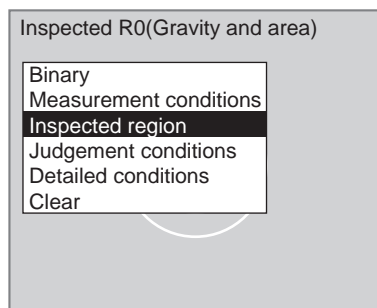 Inspected R0(Gravity and area)
Binary
Measurement conditions
Inspected region
Judgement conditions
Detailed conditions
Clear